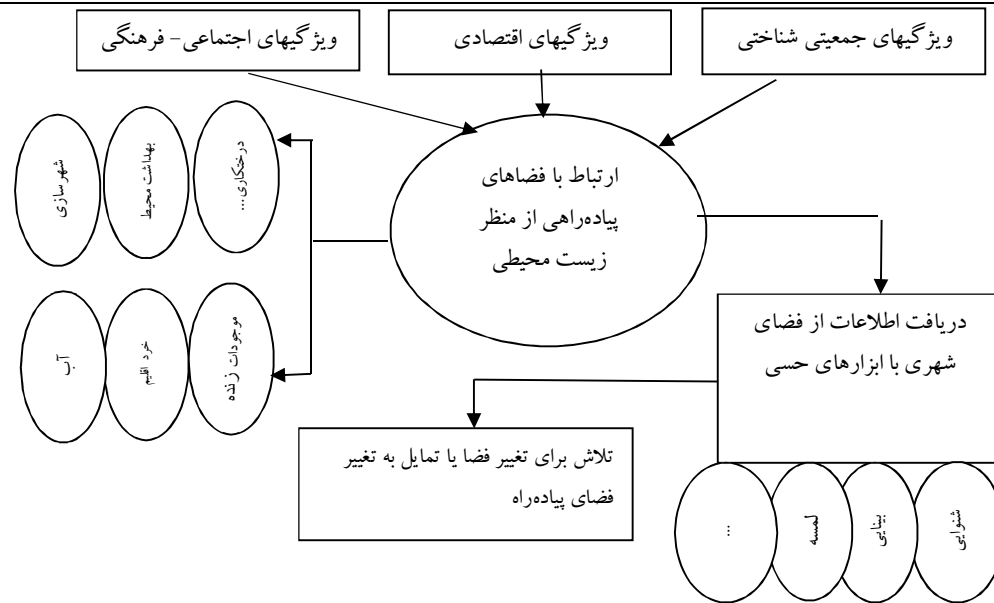 ویژگیهای جمعیتی شناختی
ویژگیهای اقتصادی
ویژگیهای اجتماعی- فرهنگی
ارتباط با فضاهای
پیاده‌راهی از منظر
زیست محیطی
درختکاری...
بهداشت محیط
شهرسازی
موجودات زنده
خرد اقلیم
آب
دریافت اطلاعات از فضای
شهری با ابزارهای حسی
شنوایی
بینایی
لمسه
...
تلاش برای تغییر فضا یا تمایل به تغییر
فضای پیاده‌راه